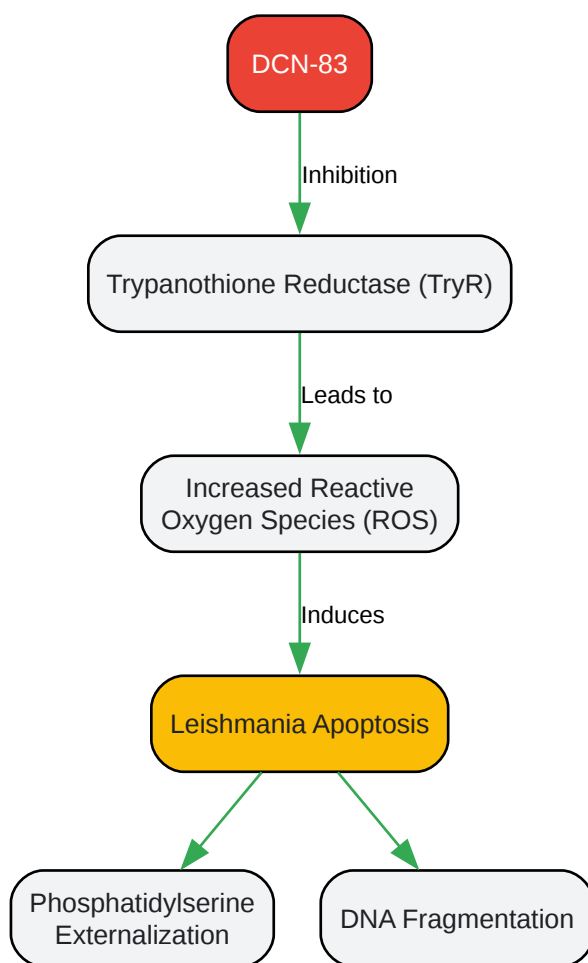 DCN-83
Inhibition
Trypanothione Reductase (TryR)
Leads to
Increased Reactive
Oxygen Species (ROS)
Induces
Leishmania Apoptosis
Phosphatidylserine
Externalization
DNA Fragmentation